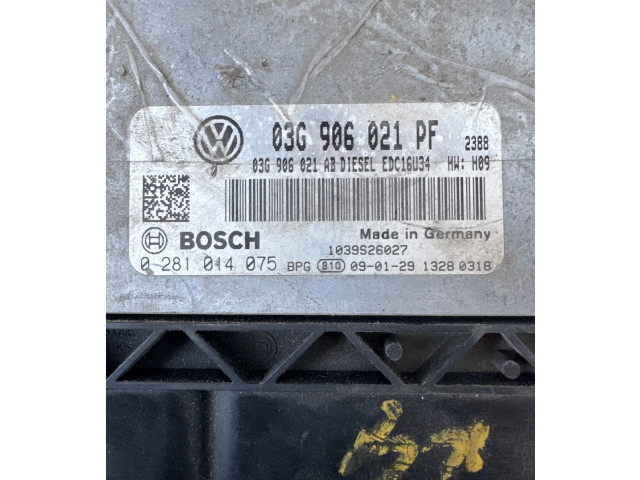 03G 906 021 PF 2388
03G 906 021 AB DIESEL EDC16U34 HW: H09
BOSCH Made in Germany
1039S26027
0 281 014 075 BPG 810 09-01-29 1328 0318